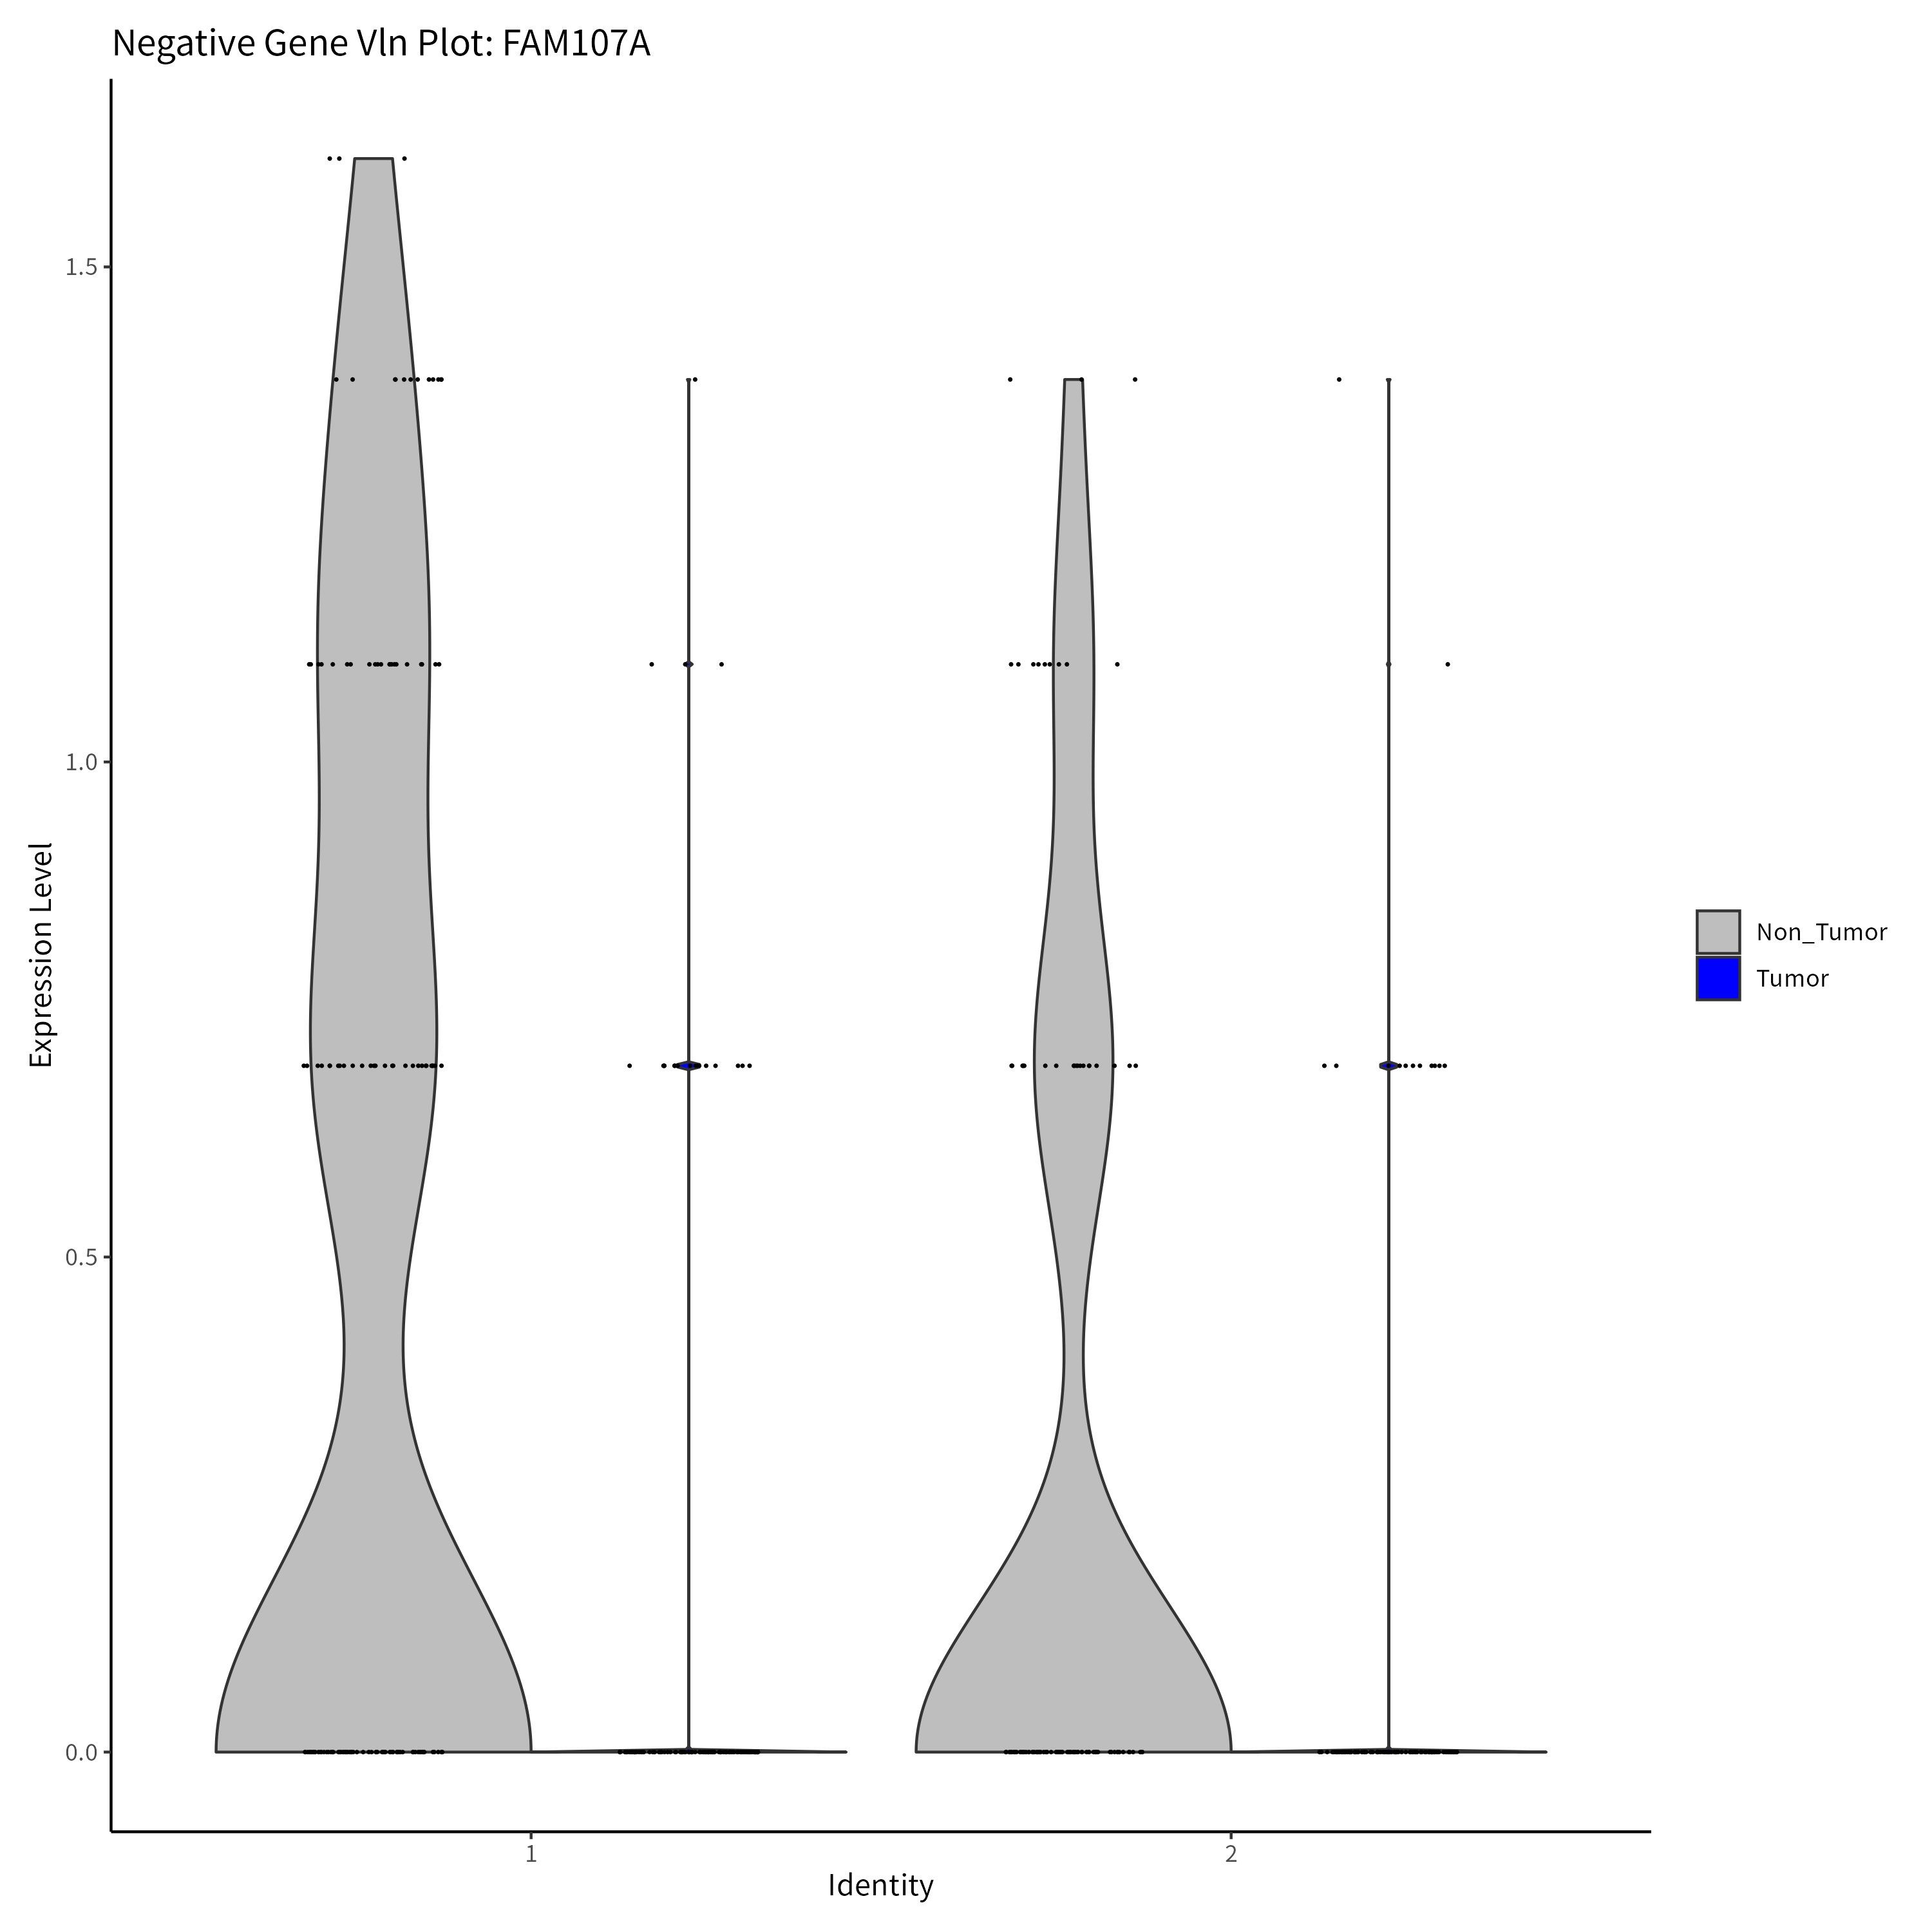 Negative Gene Vln Plot: FAM107A
1.5
1.0
0.5
0.0
Expression Level
1
2
Identity
Non_Tumor
Tumor